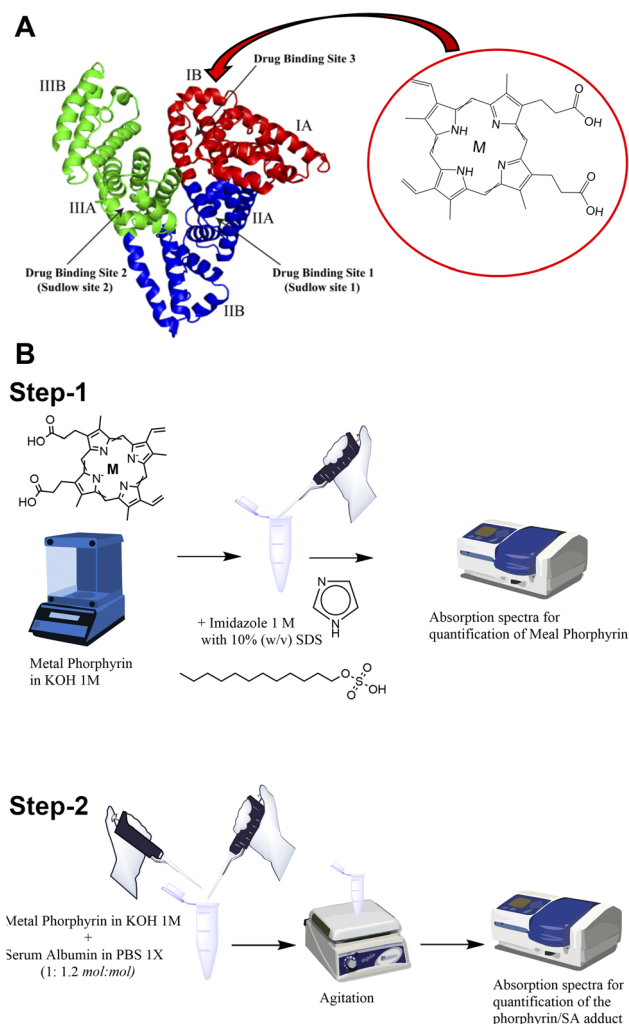 A
Drug Binding Site 3
IB
IIIB
IA
IIIA
IIA
Drug Binding Site 2
(Sudlow site 2)
Drug Binding Site 1
(Sudlow site 1)
IIB
O
OH
NH
N
M
NH
N
O
OH
B
Step-1
O
HO
N
N-
M
O
HO
N-
N
N
N
H
+ Imidazole 1 M
with 10% (w/v) SDS
Absorption spectra for
quantification of Meal Phorphyrin
Metal Phorphyrin
in KOH 1M
O
O
S
OH
O
Step-2
Metal Phorphyrin in KOH 1M
+
Serum Albumin in PBS 1X
(1: 1.2 mol:mol)
Agitation
Absorption spectra for
quantification of the
phorphyrin/SA adduct